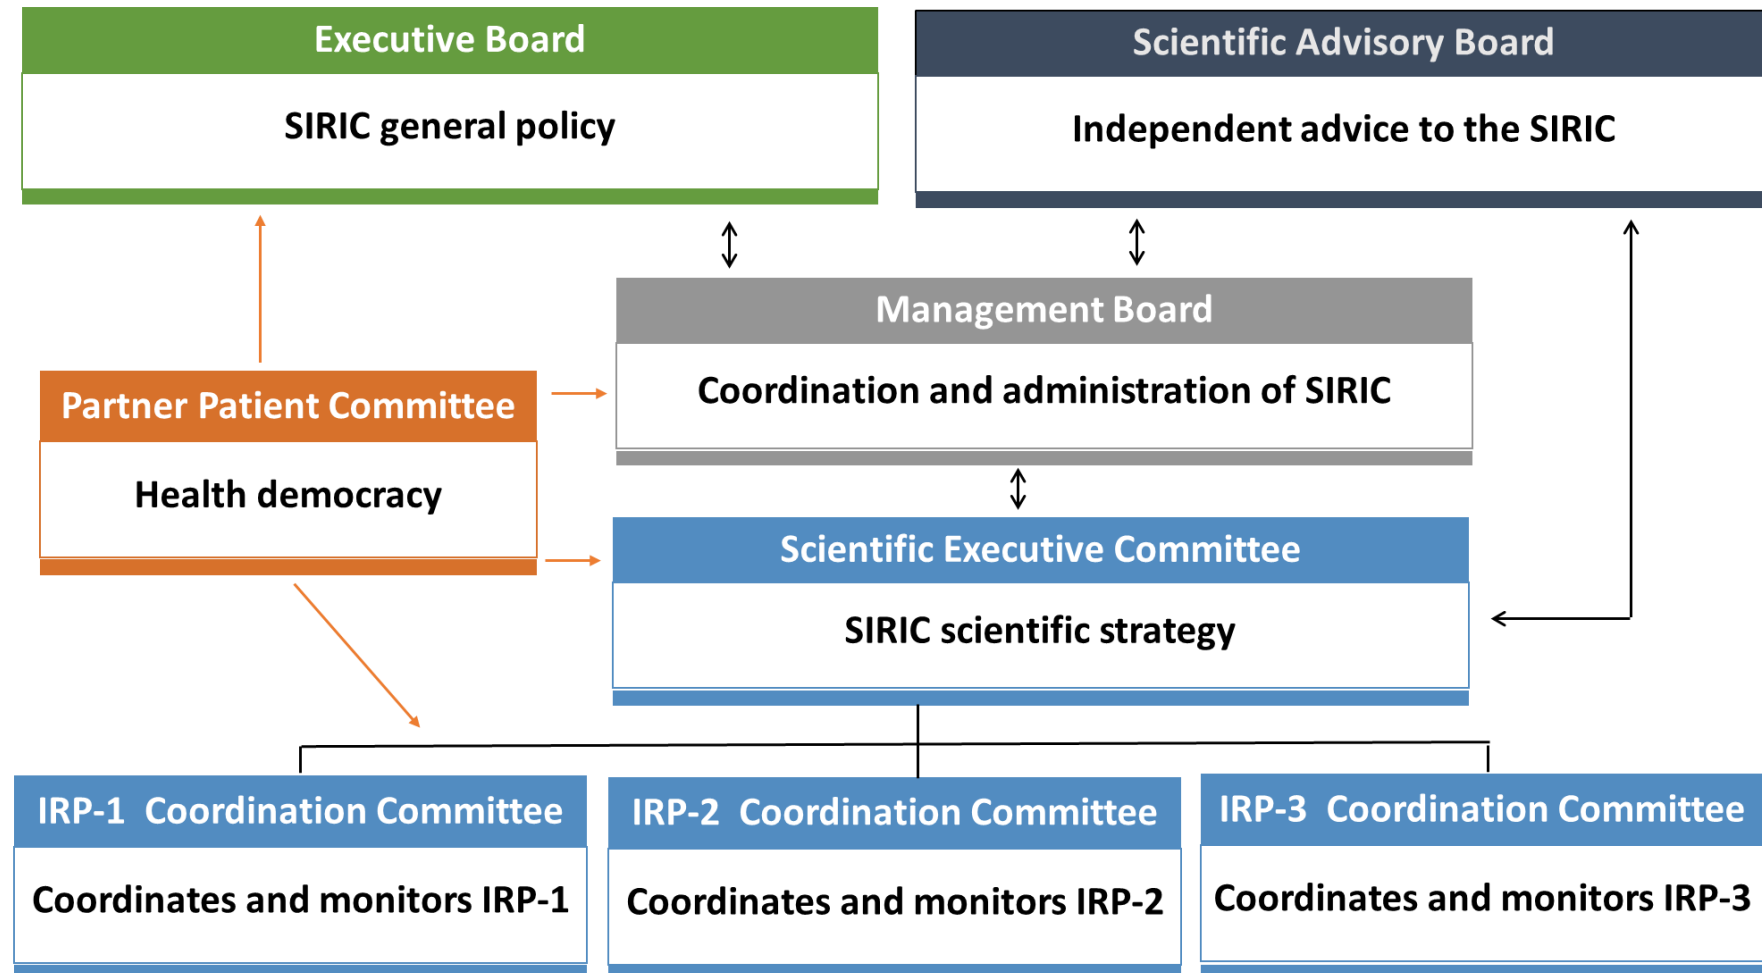 Executive Board
SIRIC general policy
Scientific Advisory Board
Independent advice to the SIRIC
Management Board
Coordination and administration of SIRIC
Partner Patient Committee
Health democracy
Scientific Executive Committee
SIRIC scientific strategy
IRP-1 Coordination Committee
Coordinates and monitors IRP-1
IRP-2 Coordination Committee
Coordinates and monitors IRP-2
IRP-3 Coordination Committee
Coordinates and monitors IRP-3